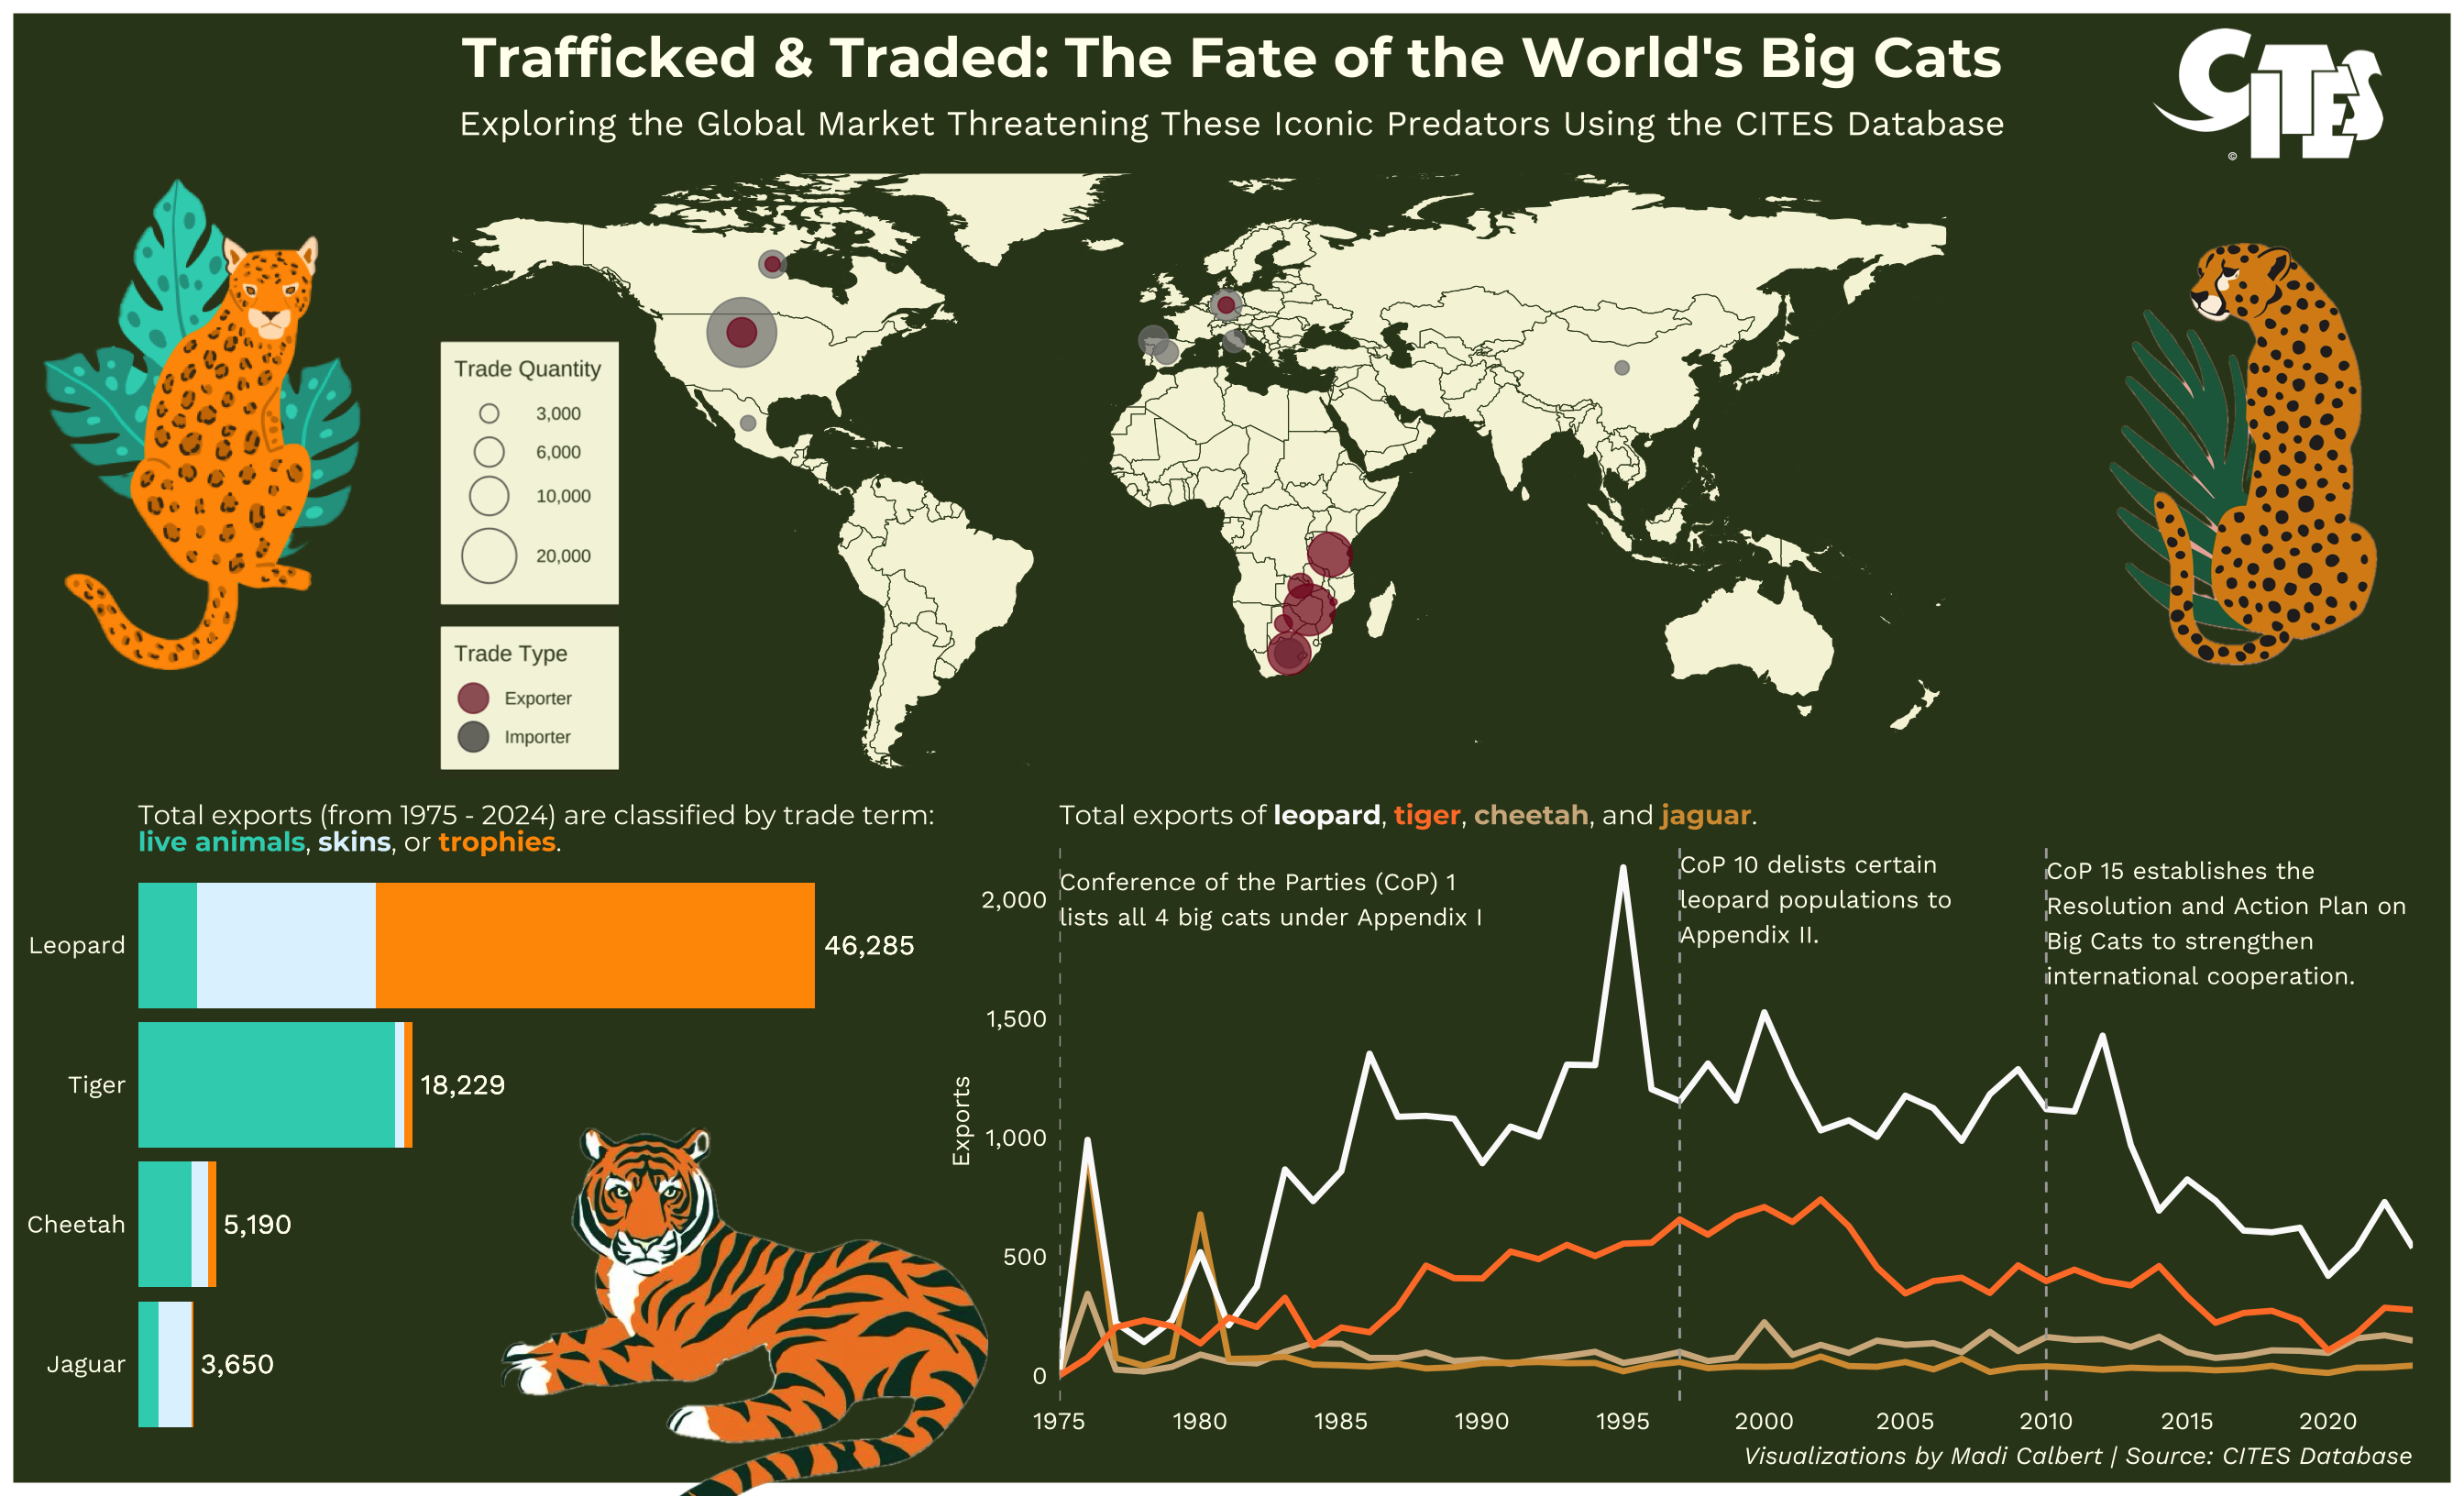 Trafficked & Traded: The Fate of the World's Big Cats
Exploring the Global Market Threatening These Iconic Predators Using the CITES Database
CITES
©
Trade Quantity
3,000
6,000
10,000
20,000
Trade Type
Exporter
Importer
Total exports (from 1975 - 2024) are classified by trade term:
live animals, skins, or trophies.
Leopard
46,285
Tiger
18,229
Cheetah
5,190
Jaguar
3,650
Total exports of leopard, tiger, cheetah, and jaguar.
Conference of the Parties (CoP) 1
lists all 4 big cats under Appendix I
CoP 10 delists certain
leopard populations to
Appendix II.
CoP 15 establishes the
Resolution and Action Plan on
Big Cats to strengthen
international cooperation.
Exports
2,000
1,500
1,000
500
0
1975
1980
1985
1990
1995
2000
2005
2010
2015
2020
Visualizations by Madi Calbert | Source: CITES Database